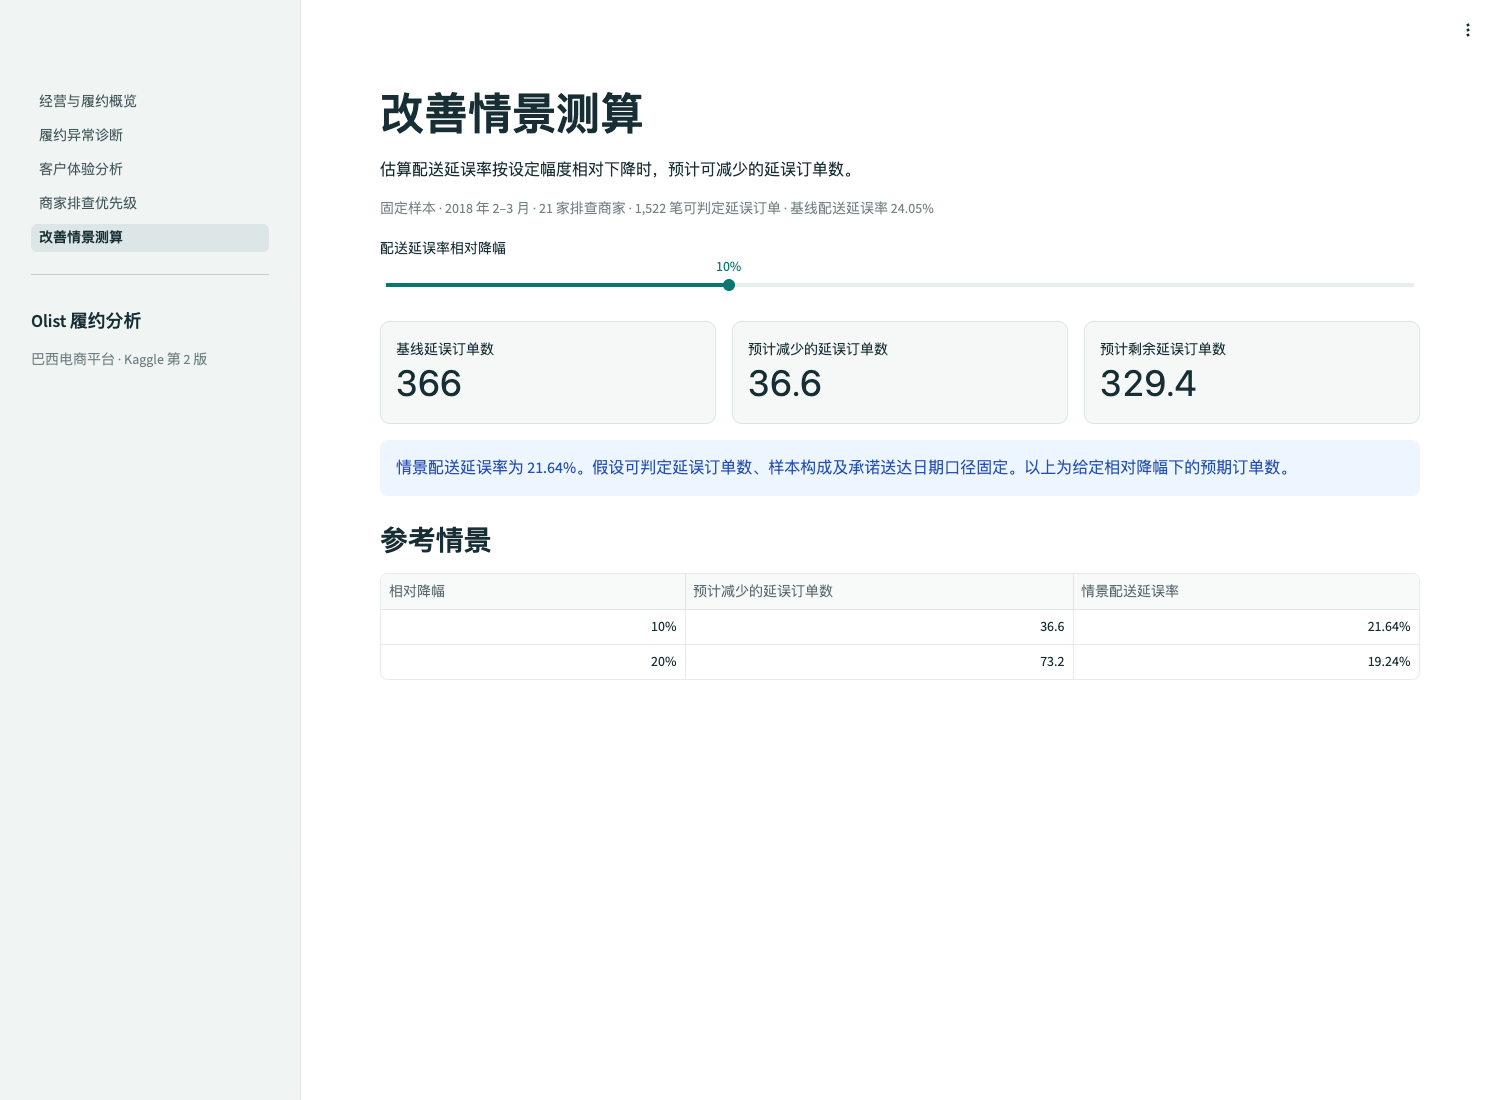 经营与履约概览
履约异常诊断
客户体验分析
商家排查优先级
改善情景测算
Olist 履约分析
巴西电商平台 · Kaggle 第 2 版
改善情景测算
估算配送延误率按设定幅度相对下降时，预计可减少的延误订单数。
固定样本 · 2018 年 2–3 月 · 21 家排查商家 · 1,522 笔可判定延误订单 · 基线配送延误率 24.05%
配送延误率相对降幅
10%
基线延误订单数
366
预计减少的延误订单数
36.6
预计剩余延误订单数
329.4
情景配送延误率为 21.64%。假设可判定延误订单数、样本构成及承诺送达日期口径固定。以上为给定相对降幅下的预期订单数。
参考情景
相对降幅 预计减少的延误订单数 情景配送延误率
10% 36.6 21.64%
20% 73.2 19.24%